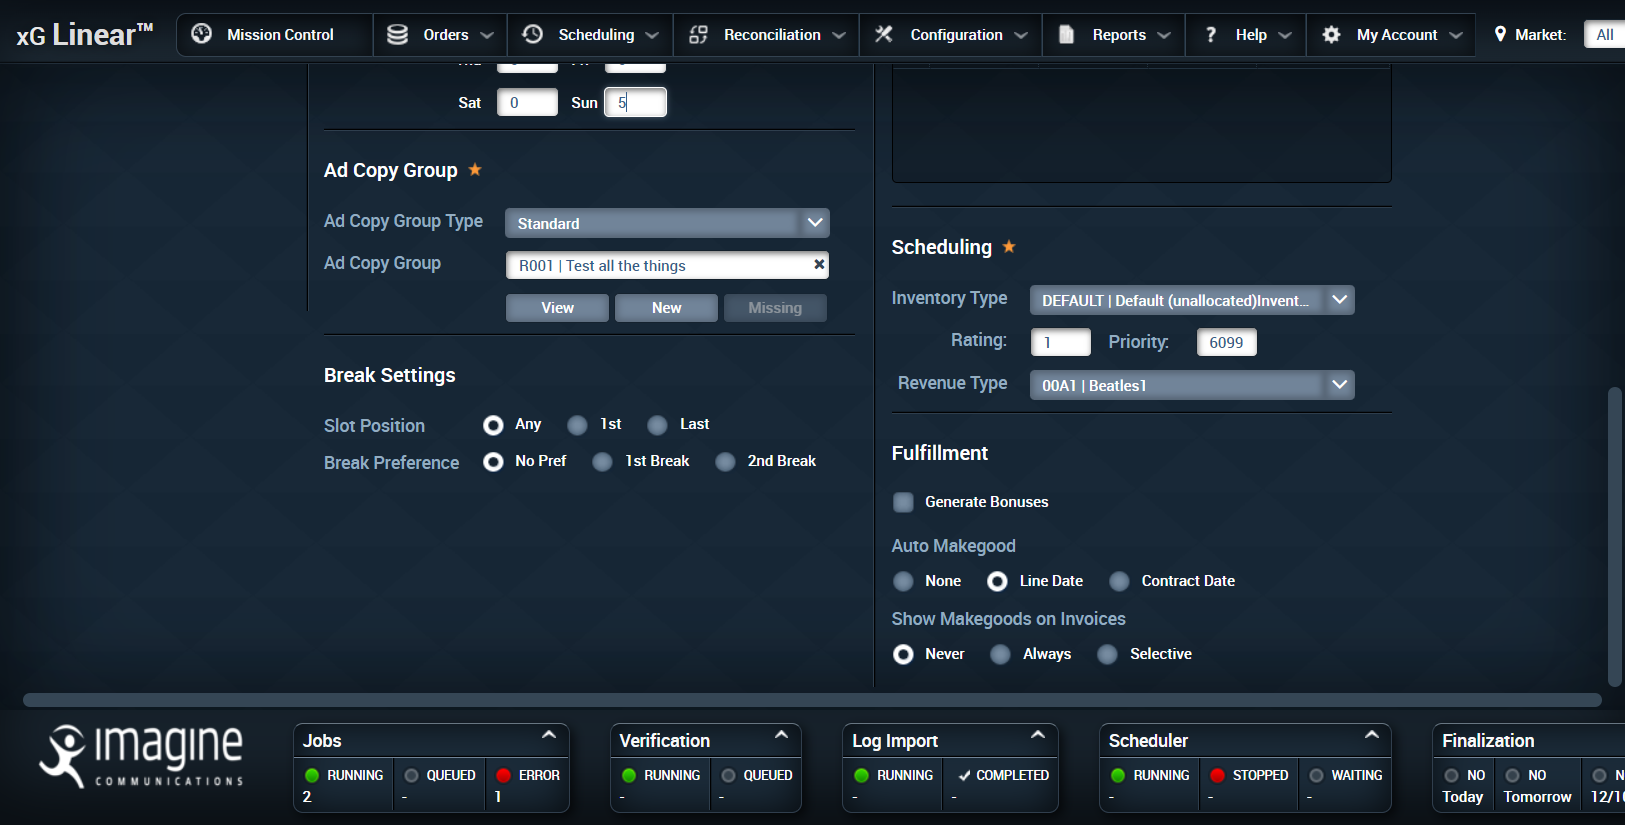 xG Linear™
Mission Control
Orders
Scheduling
Reconciliation
Configuration
Reports
? Help
My Account
Market:
All
Sat 0 Sun 5
Ad Copy Group
Ad Copy Group Type Standard
Ad Copy Group R001 | Test all the things
View New Missing
Break Settings
Slot Position Any 1st Last
Break Preference No Pref 1st Break 2nd Break
Scheduling
Inventory Type DEFAULT | Default (unallocated)Invent...
Rating: 1 Priority: 6099
Revenue Type 00A1 | Beatles1
Fulfillment
Generate Bonuses
Auto Makegood
None Line Date Contract Date
Show Makegoods on Invoices
Never Always Selective
imagine
COMMUNICATIONS
Jobs
RUNNING QUEUED ERROR
2 - 1
Verification
RUNNING QUEUED
- -
Log Import
RUNNING COMPLETED
- -
Scheduler
RUNNING STOPPED WAITING
- - -
Finalization
NO NO N
Today Tomorrow 12/10